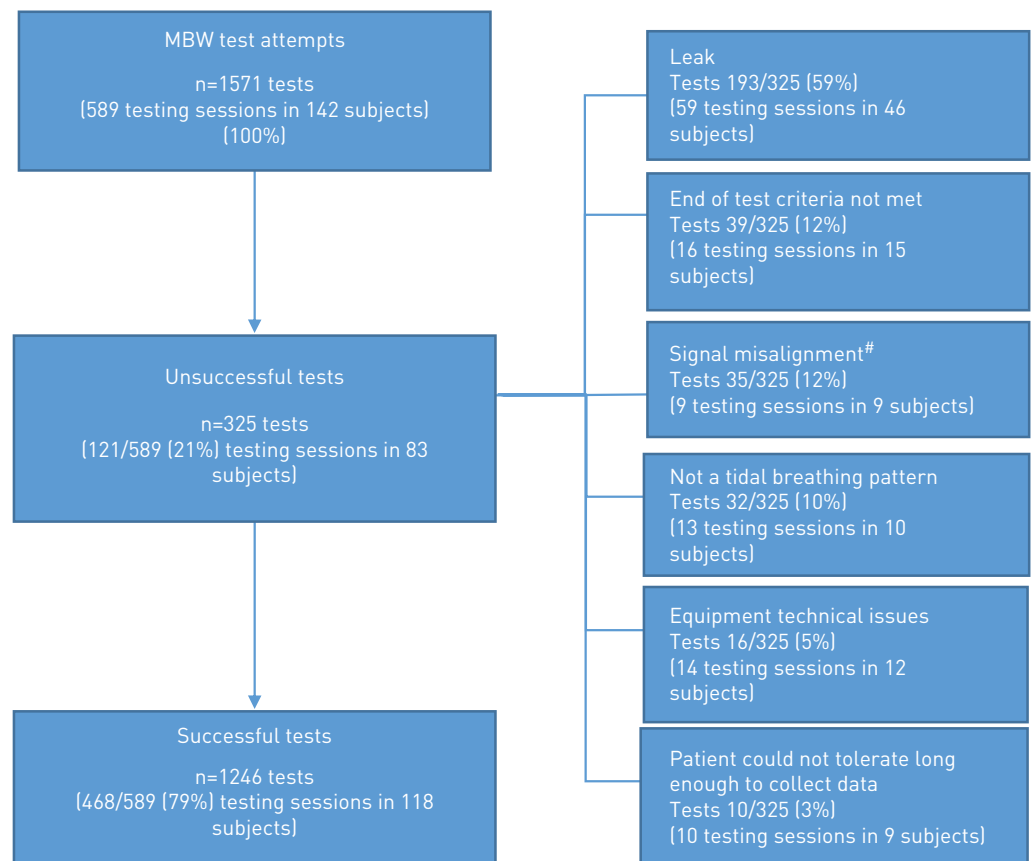 MBW test attempts
n=1571 tests
(589 testing sessions in 142 subjects)
(100%)
Unsuccessful tests
n=325 tests
(121/589 (21%) testing sessions in 83
subjects)
Successful tests
n=1246 tests
(468/589 (79%) testing sessions in 118
subjects)
Leak
Tests 193/325 (59%)
(59 testing sessions in 46
subjects)
End of test criteria not met
Tests 39/325 (12%)
(16 testing sessions in 15
subjects)
Signal misalignment#
Tests 35/325 (12%)
(9 testing sessions in 9 subjects)
Not a tidal breathing pattern
Tests 32/325 (10%)
(13 testing sessions in 10
subjects)
Equipment technical issues
Tests 16/325 (5%)
(14 testing sessions in 12
subjects)
Patient could not tolerate long
enough to collect data
Tests 10/325 (3%)
(10 testing sessions in 9 subjects)